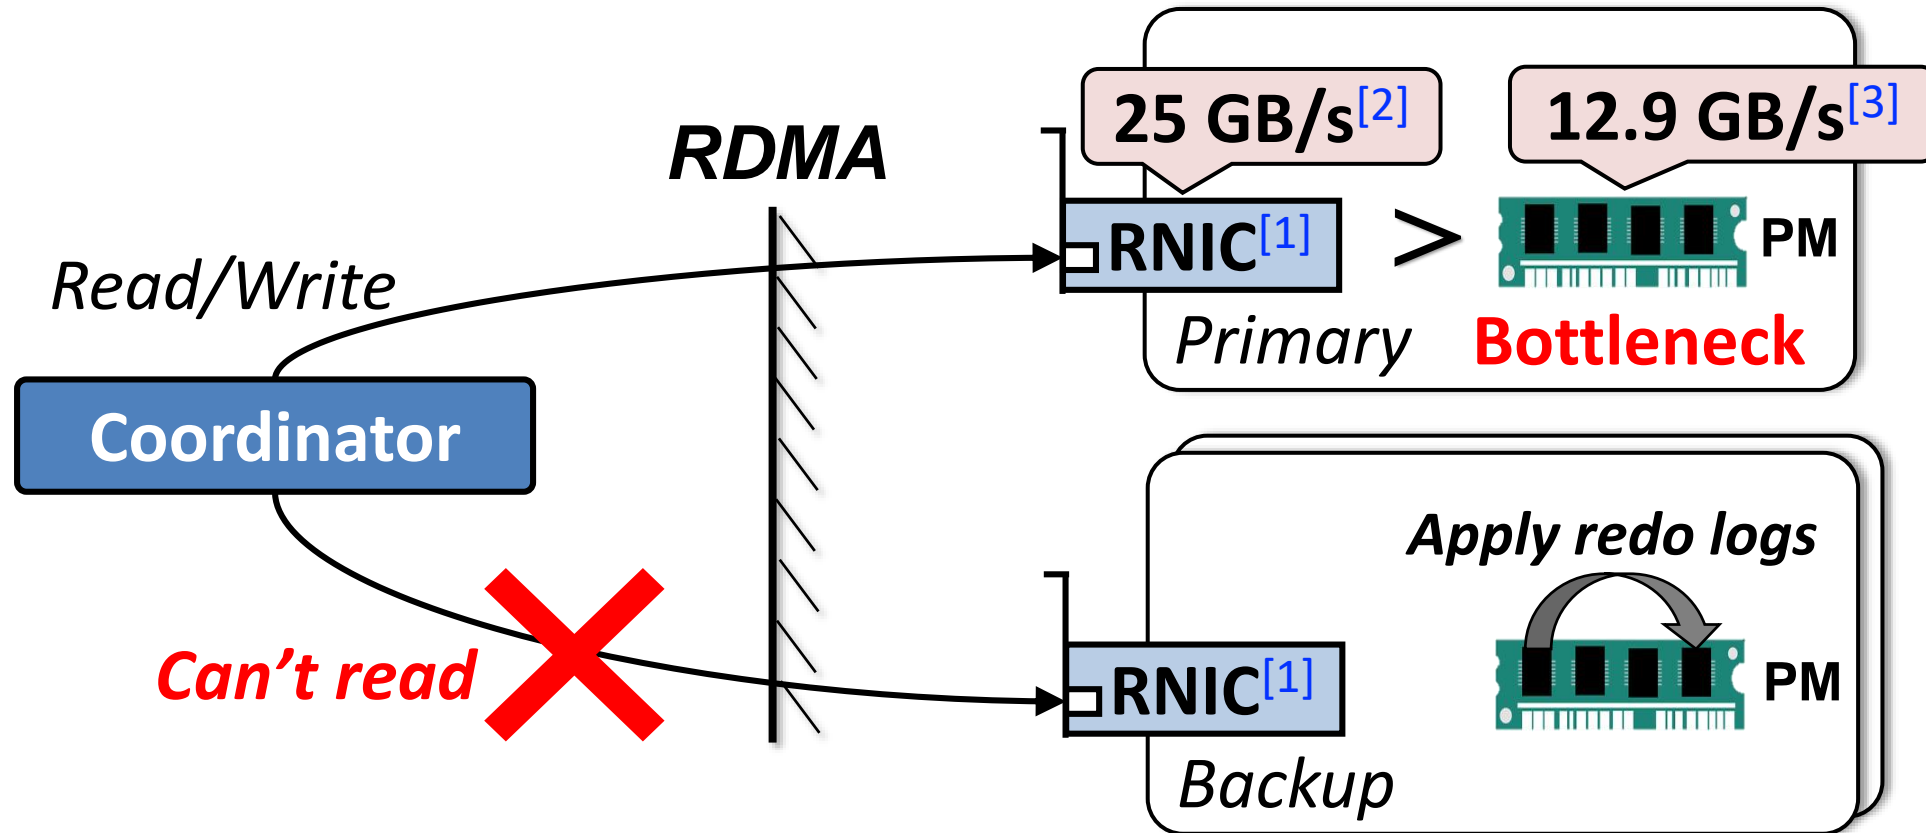 25 GB/s[2]
12.9 GB/s[3]
RDMA
RNIC[1]
>
PM
Read/Write
Primary
Bottleneck
Coordinator
Apply redo logs
Can't read
RNIC[1]
PM
Backup